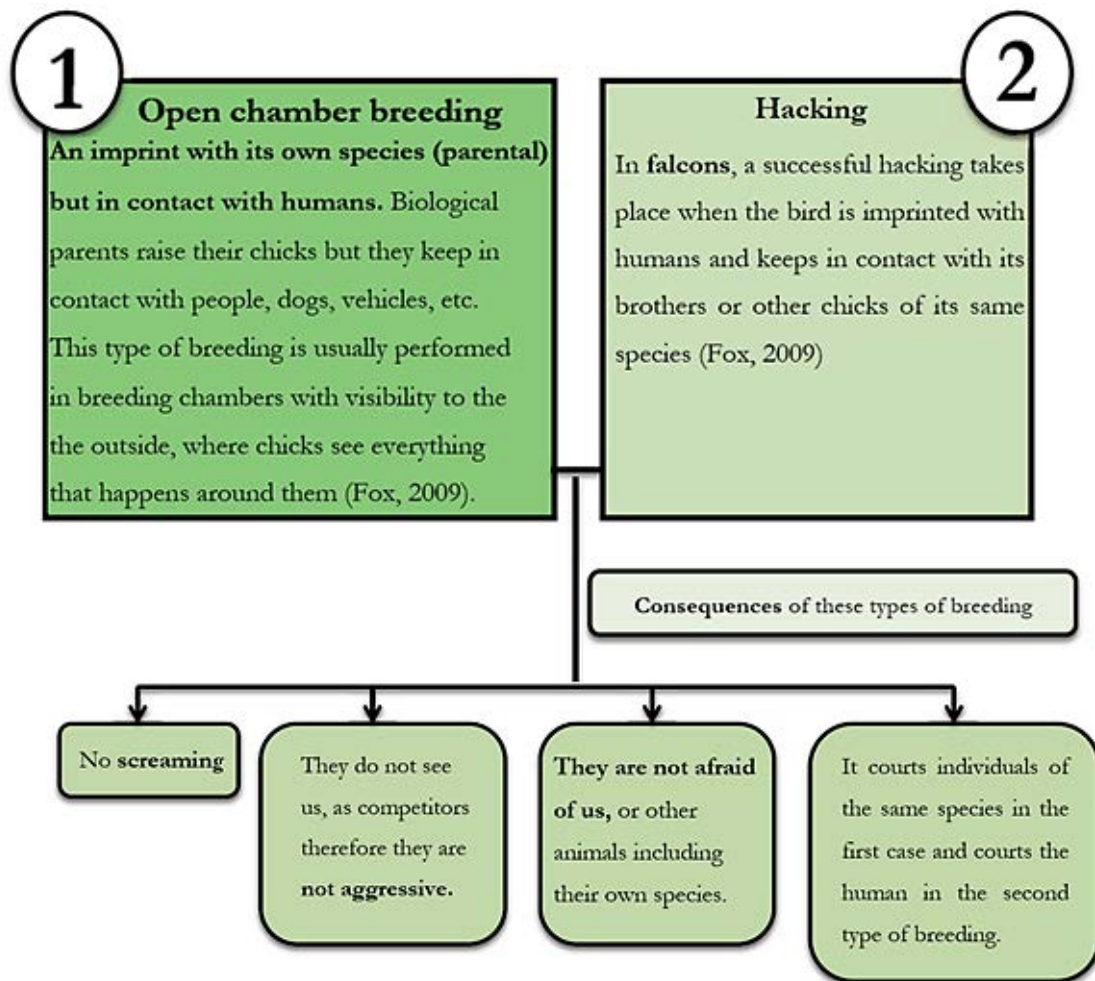 1
Open chamber breeding
An imprint with its own species (parental)
but in contact with humans. Biological
parents raise their chicks but they keep in
contact with people, dogs, vehicles, etc.
This type of breeding is usually performed
in breeding chambers with visibility to the
the outside, where chicks see everything
that happens around them (Fox, 2009).
2
Hacking
In falcons, a successful hacking takes
place when the bird is imprinted with
humans and keeps in contact with its
brothers or other chicks of its same
species (Fox, 2009)
Consequences of these types of breeding
No screaming
They do not see
us, as competitors
therefore they are
not aggressive.
They are not afraid
of us, or other
animals including
their own species.
It courts individuals of
the same species in the
first case and courts the
human in the second
type of breeding.